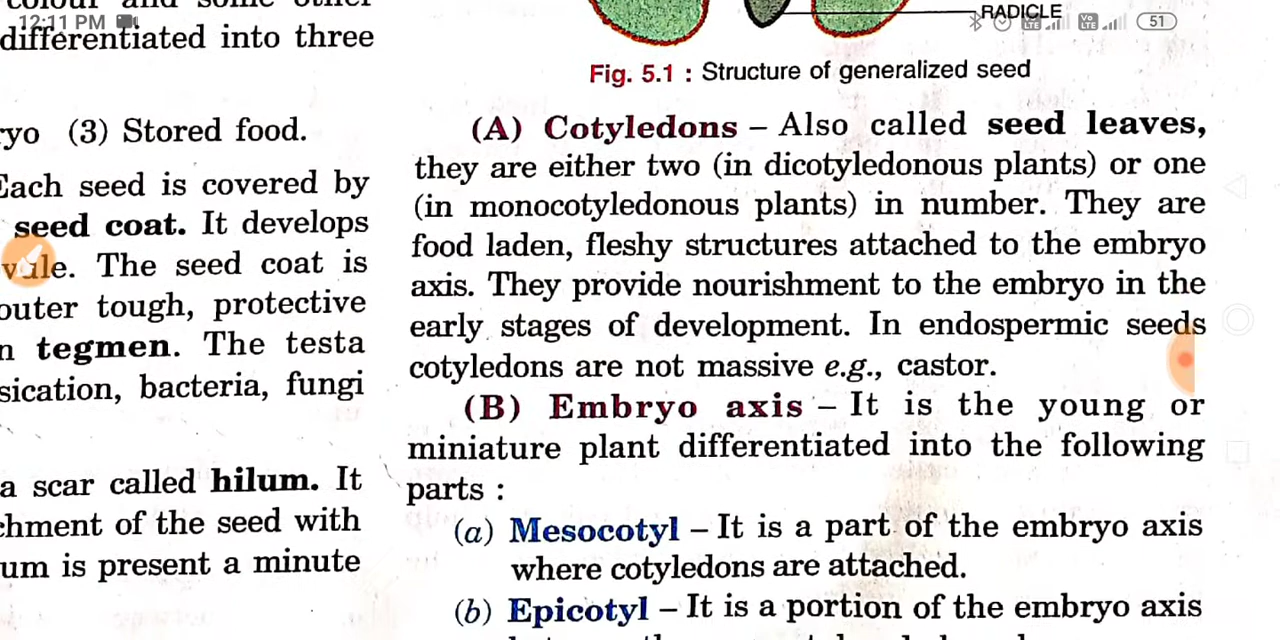 colour and some other
12:11 PM
differentiated into three
ryo (3) Stored food.
Each seed is covered by
seed coat. It develops
vule. The seed coat is
outer tough, protective
n tegmen. The testa
sication, bacteria, fungi
a scar called hilum. It
chment of the seed with
um is present a minute
RADICLE
51
Fig. 5.1 : Structure of generalized seed
(A) Cotyledons – Also called seed leaves,
they are either two (in dicotyledonous plants) or one
(in monocotyledonous plants) in number. They are
food laden, fleshy structures attached to the embryo
axis. They provide nourishment to the embryo in the
early stages of development. In endospermic seeds
cotyledons are not massive e.g., castor.
(B) Embryo axis – It is the young or
miniature plant differentiated into the following
parts :
(a) Mesocotyl – It is a part of the embryo axis
where cotyledons are attached.
(b) Epicotyl – It is a portion of the embryo axis